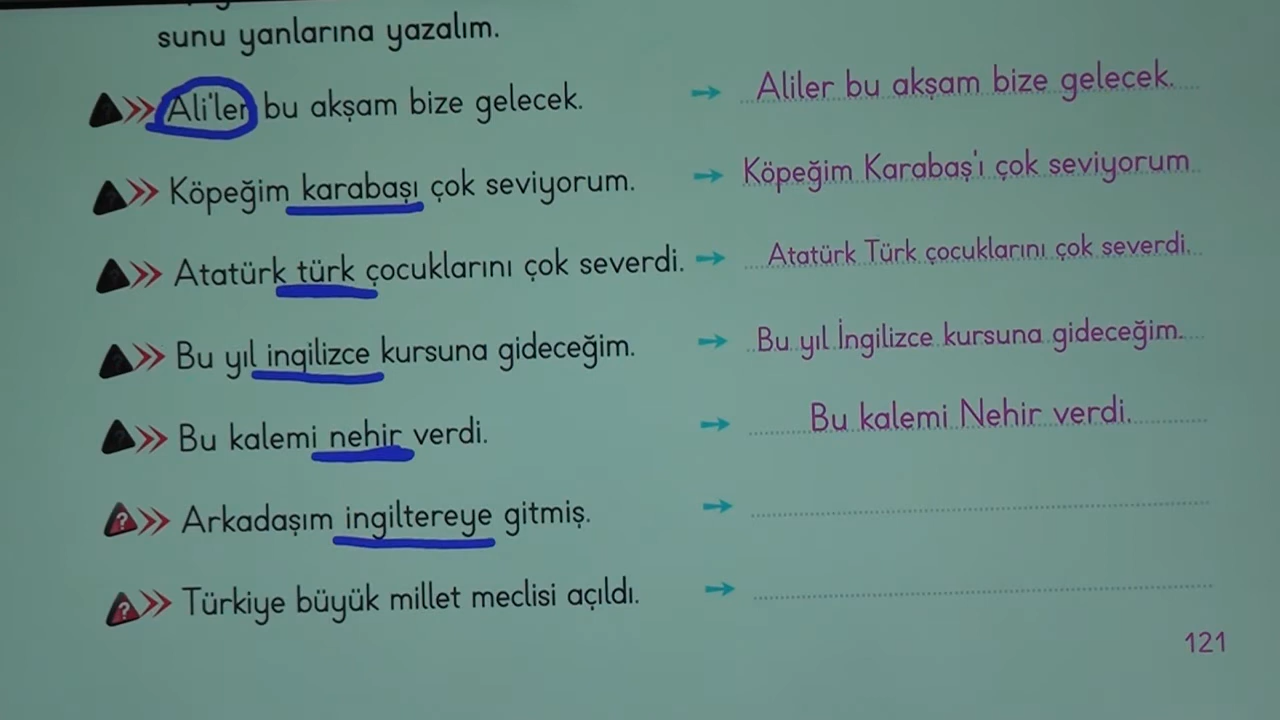 sunu yanlarına yazalım.
Ali'ler bu akşam bize gelecek. Aliler bu akşam bize gelecek.
Köpeğim karabaşı çok seviyorum. Köpeğim Karabaş'ı çok seviyorum
Atatürk türk çocuklarını çok severdi. Atatürk Türk çocuklarını çok severdi.
Bu yıl ingilizce kursuna gideceğim. Bu yıl İngilizce kursuna gideceğim.
Bu kalemi nehir verdi. Bu kalemi Nehir verdi.
? Arkadaşım ingiltereye gitmiş.
? Türkiye büyük millet meclisi açıldı.
121